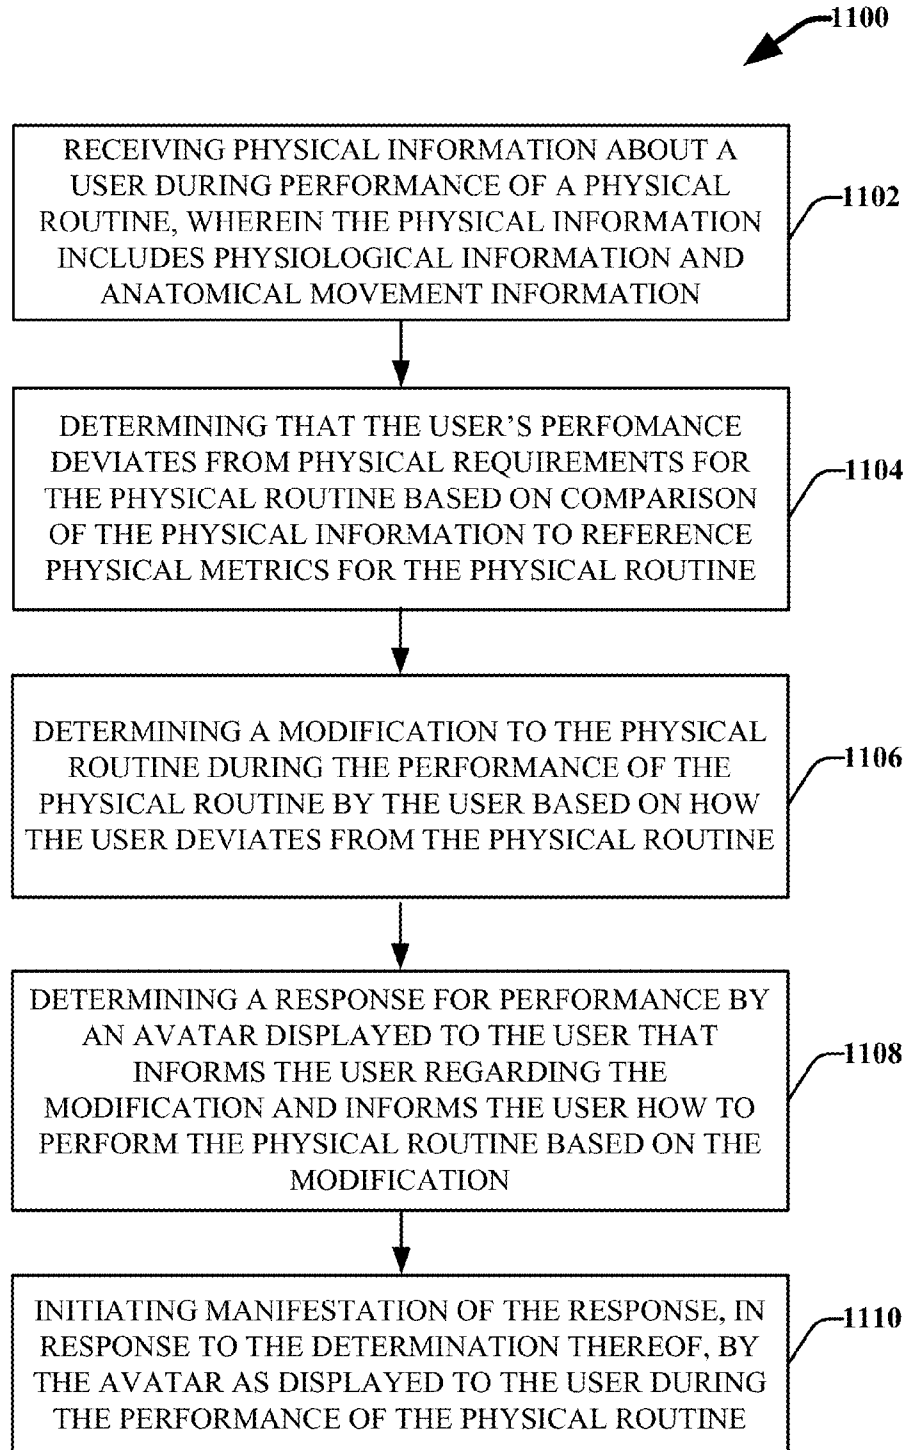 1100
RECEIVING PHYSICAL INFORMATION ABOUT A
USER DURING PERFORMANCE OF A PHYSICAL
ROUTINE, WHEREIN THE PHYSICAL INFORMATION
INCLUDES PHYSIOLOGICAL INFORMATION AND
ANATOMICAL MOVEMENT INFORMATION
1102
DETERMINING THAT THE USER'S PERFOMANCE
DEVIATES FROM PHYSICAL REQUIREMENTS FOR
THE PHYSICAL ROUTINE BASED ON COMPARISON
OF THE PHYSICAL INFORMATION TO REFERENCE
PHYSICAL METRICS FOR THE PHYSICAL ROUTINE
1104
DETERMINING A MODIFICATION TO THE PHYSICAL
ROUTINE DURING THE PERFORMANCE OF THE
PHYSICAL ROUTINE BY THE USER BASED ON HOW
THE USER DEVIATES FROM THE PHYSICAL ROUTINE
1106
DETERMINING A RESPONSE FOR PERFORMANCE BY
AN AVATAR DISPLAYED TO THE USER THAT
INFORMS THE USER REGARDING THE
MODIFICATION AND INFORMS THE USER HOW TO
PERFORM THE PHYSICAL ROUTINE BASED ON THE
MODIFICATION
1108
INITIATING MANIFESTATION OF THE RESPONSE, IN
RESPONSE TO THE DETERMINATION THEREOF, BY
THE AVATAR AS DISPLAYED TO THE USER DURING
THE PERFORMANCE OF THE PHYSICAL ROUTINE
1110